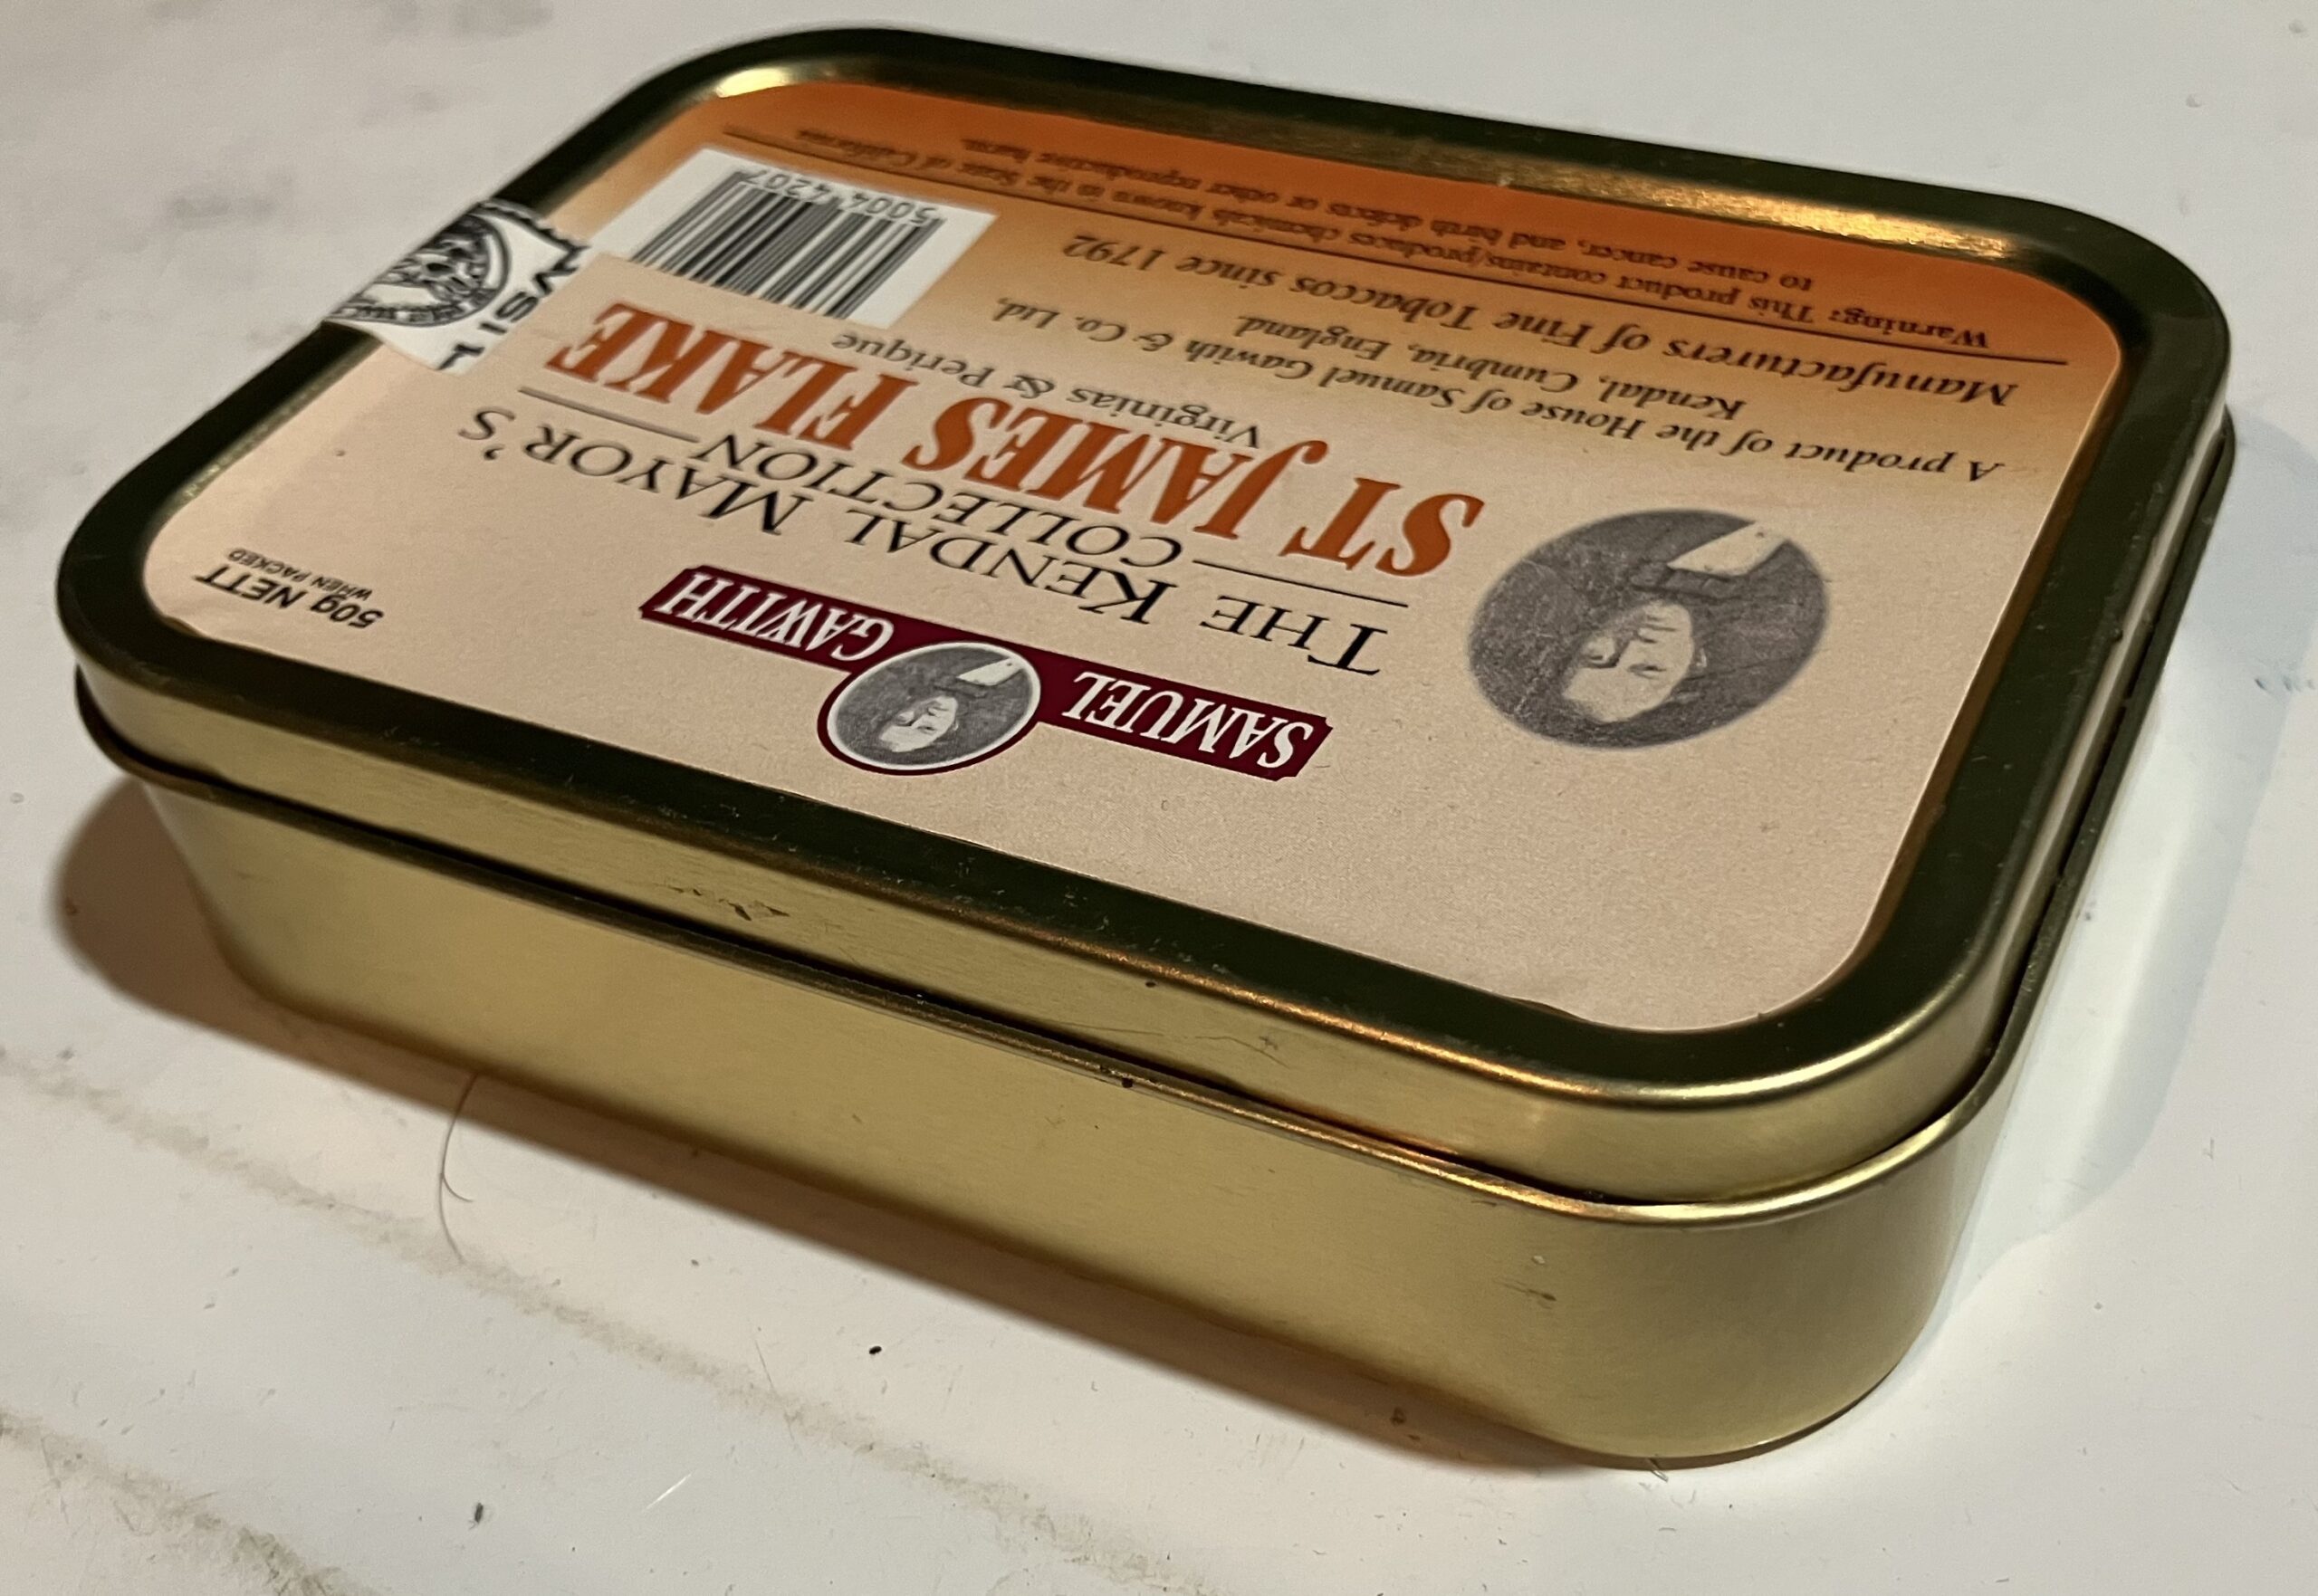 SAMUEL GAWITH
50g NETT
WHEN PACKED
THE KENDAL MAYOR'S
COLLECTION
ST JAMES FLAKE
Virginias & Perique
A product of the House of Samuel Gawith & Co. Ltd,
Kendal, Cumbria, England.
Manufacturers of Fine Tobaccos since 1792
Warning: This product contains/produces chemicals known to the State of California
to cause cancer, and birth defects or other reproductive harm.
5004 4207